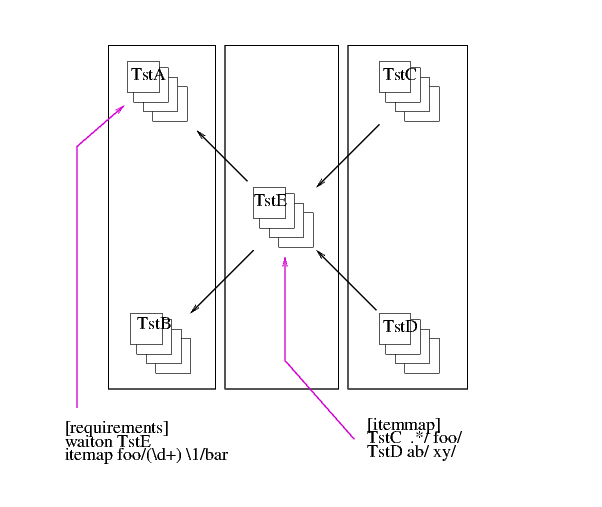 TstA
TstC
TstE
TstB
TstD
[requirements]
waiton TstE
itemap foo/(\d+) \1/bar
[itemmap]
TstC .*/ foo/
TstD ab/ xy/